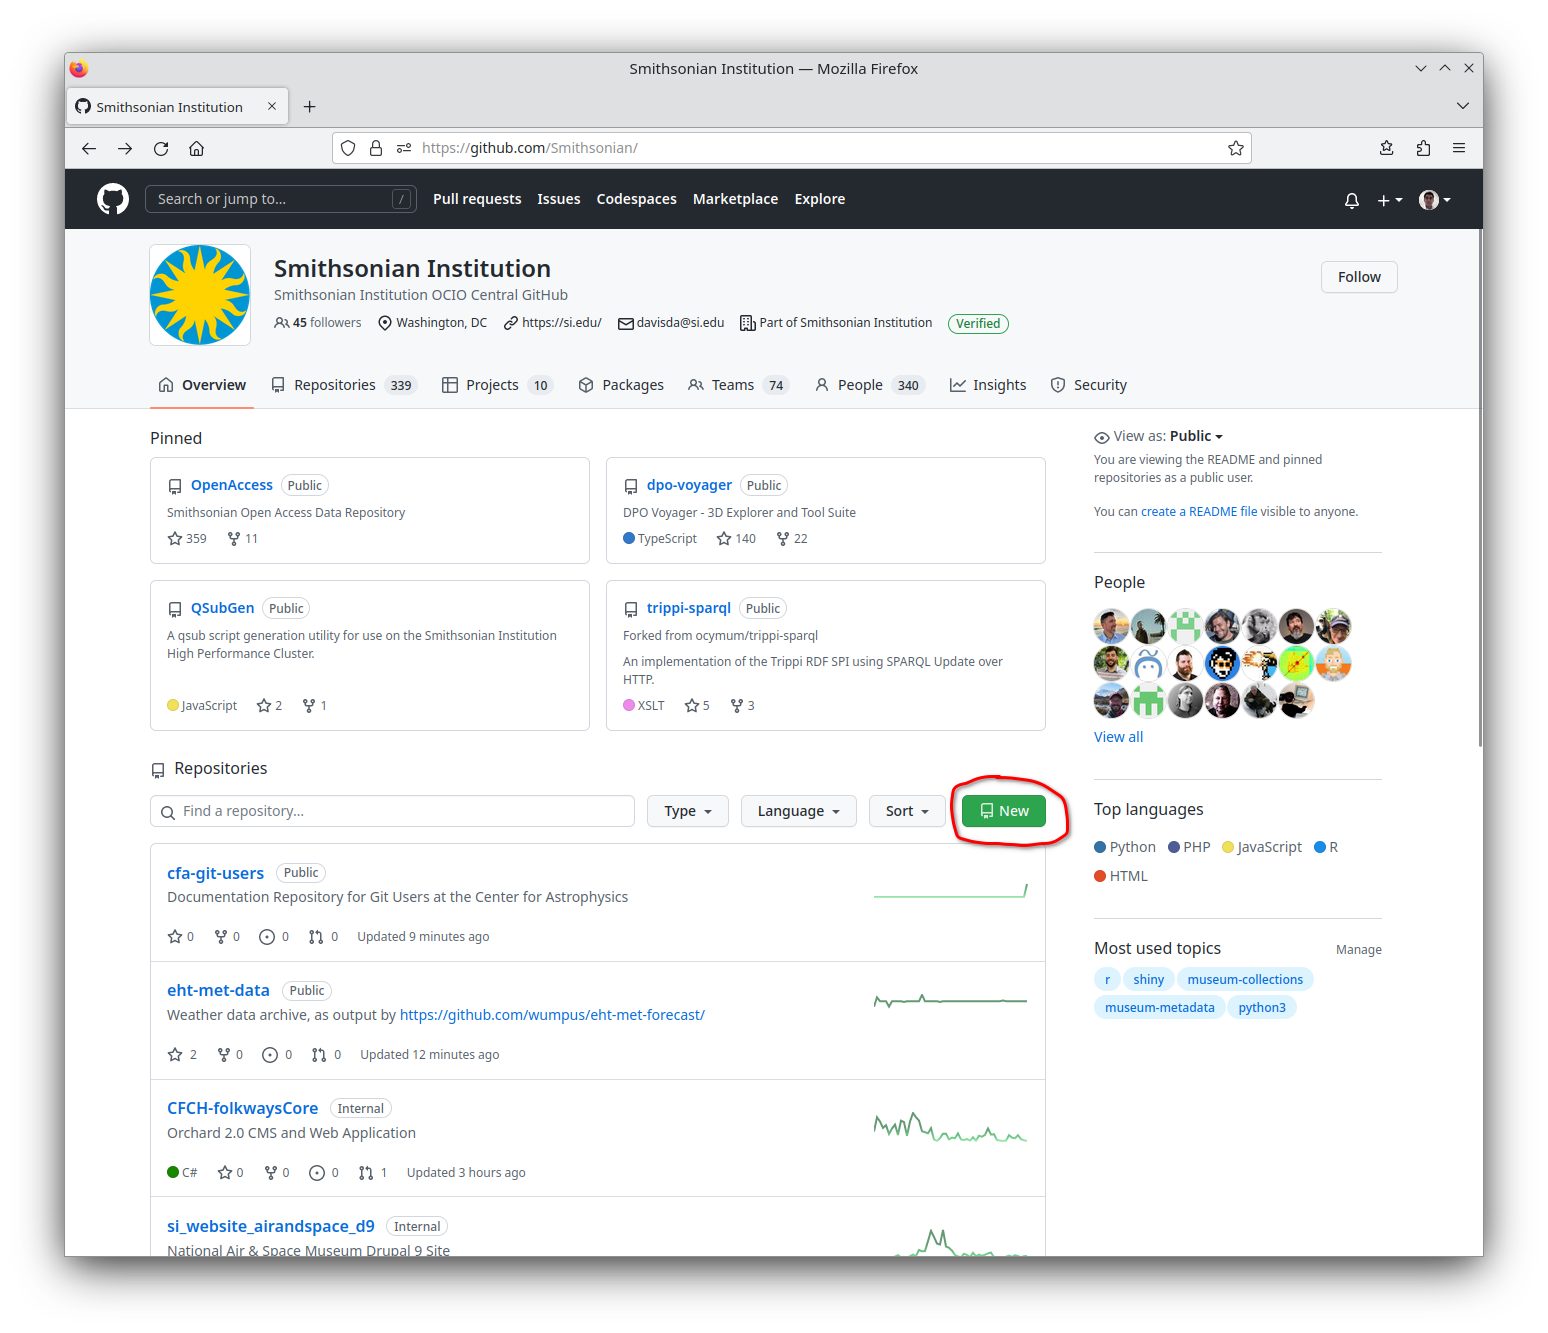 Smithsonian Institution — Mozilla Firefox
Smithsonian Institution
https://github.com/Smithsonian/
Search or jump to... / Pull requests Issues Codespaces Marketplace Explore
Smithsonian Institution
Follow
Smithsonian Institution OCIO Central GitHub
45 followers Washington, DC https://si.edu/ davisda@si.edu Part of Smithsonian Institution Verified
Overview Repositories 339 Projects 10 Packages Teams 74 People 340 Insights Security
Pinned
OpenAccess Public
Smithsonian Open Access Data Repository
359 11
dpo-voyager Public
DPO Voyager - 3D Explorer and Tool Suite
TypeScript 140 22
QSubGen Public
A qsub script generation utility for use on the Smithsonian Institution
High Performance Cluster.
JavaScript 2 1
trippi-sparql Public
Forked from ocymum/trippi-sparql
An implementation of the Trippi RDF SPI using SPARQL Update over
HTTP.
XSLT 5 3
Repositories
Find a repository... Type Language Sort New
cfa-git-users Public
Documentation Repository for Git Users at the Center for Astrophysics
0 0 0 0 Updated 9 minutes ago
eht-met-data Public
Weather data archive, as output by https://github.com/wumpus/eht-met-forecast/
2 0 0 0 Updated 12 minutes ago
CFCH-folkwaysCore Internal
Orchard 2.0 CMS and Web Application
C# 0 0 0 1 Updated 3 hours ago
si_website_airandspace_d9 Internal
National Air & Space Museum Drupal 9 Site
View as: Public
You are viewing the README and pinned
repositories as a public user.
You can create a README file visible to anyone.
People
View all
Top languages
Python PHP JavaScript R
HTML
Most used topics Manage
r shiny museum-collections
museum-metadata python3